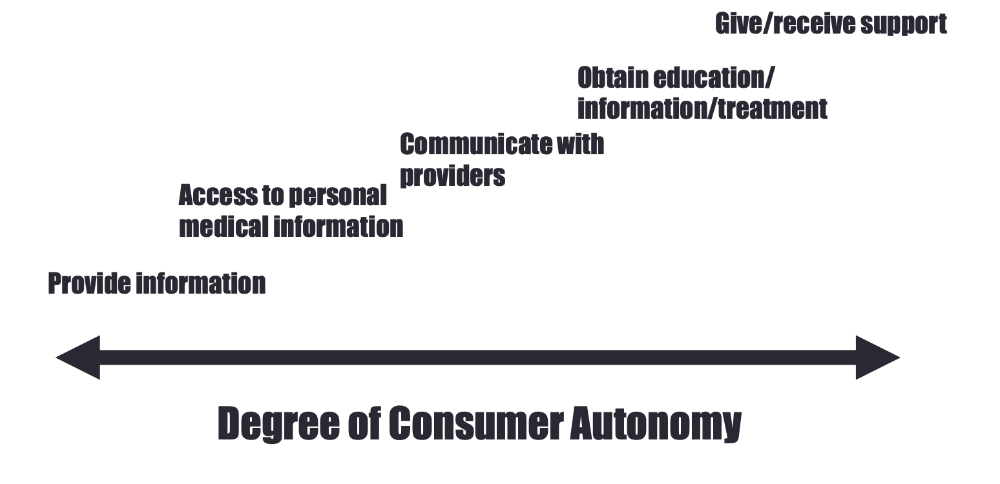 Give/receive support
Obtain education/
information/treatment
Communicate with
providers
Access to personal
medical information
Provide information
Degree of Consumer Autonomy